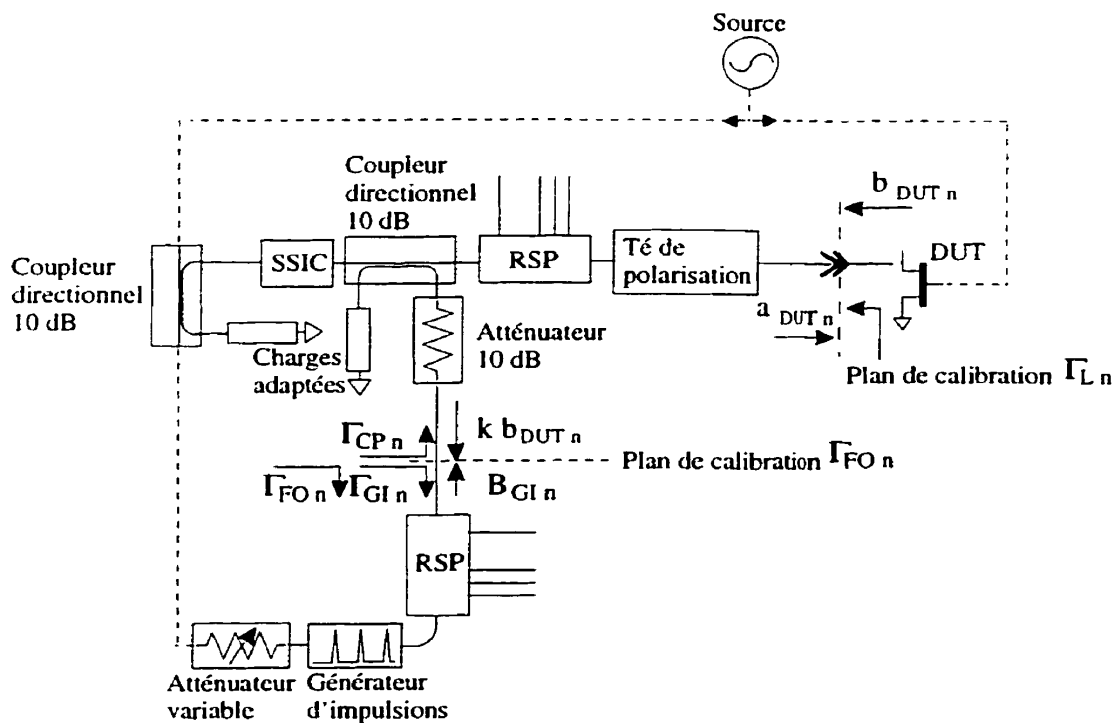 Source
Coupleur
directionnel
10 dB
b DUT n
SSIC
RSP
Té de
polarisation
DUT
Coupleur
directionnel
10 dB
a DUT n
Atténuateur
10 dB
Charges
adaptées
Plan de calibration Γ L n
Γ CP n
k b DUT n
Plan de calibration Γ FO n
Γ FO n
Γ GI n
B GI n
RSP
Atténuateur
variable
Générateur
d'impulsions